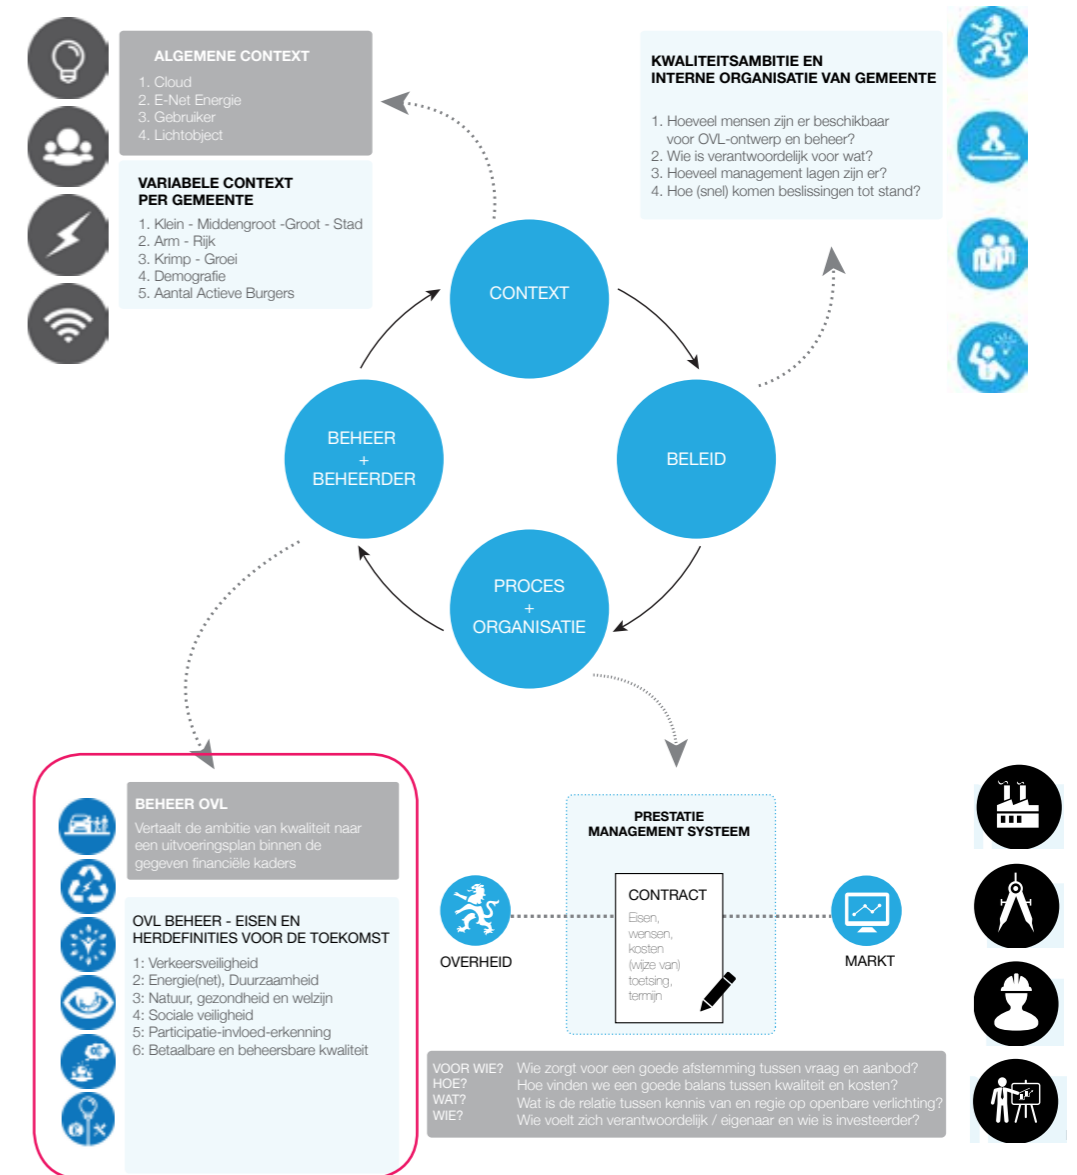 ALGEMENE CONTEXT
1. Cloud
2. E-Net Energie
3. Gebruiker
4. Lichtobject
VARIABELE CONTEXT
PER GEMEENTE
1. Klein - Middengroot -Groot - Stad
2. Arm - Rijk
3. Krimp - Groei
4. Demografie
5. Aantal Actieve Burgers
KWALITEITSAMBITIE EN
INTERNE ORGANISATIE VAN GEMEENTE
1. Hoeveel mensen zijn er beschikbaar
voor OVL-ontwerp en beheer?
2. Wie is verantwoordelijk voor wat?
3. Hoeveel management lagen zijn er?
4. Hoe (snel) komen beslissingen tot stand?
CONTEXT
BELEID
PROCES
+
ORGANISATIE
BEHEER
+
BEHEERDER
BEHEER OVL
Vertaalt de ambitie van kwaliteit naar
een uitvoeringsplan binnen de
gegeven financiële kaders
OVL BEHEER - EISEN EN
HERDEFINITIES VOOR DE TOEKOMST
1: Verkeersveiligheid
2: Energie(net), Duurzaamheid
3: Natuur, gezondheid en welzijn
4: Sociale veiligheid
5: Participatie-invloed-erkenning
6: Betaalbare en beheersbare kwaliteit
PRESTATIE
MANAGEMENT SYSTEEM
CONTRACT
Eisen,
wensen,
kosten
(wijze van)
toetsing,
termijn
OVERHEID
MARKT
VOOR WIE? Wie zorgt voor een goede afstemming tussen vraag en aanbod?
HOE? Hoe vinden we een goede balans tussen kwaliteit en kosten?
WAT? Wat is de relatie tussen kennis van en regie op openbare verlichting?
WIE? Wie voelt zich verantwoordelijk / eigenaar en wie is investeerder?